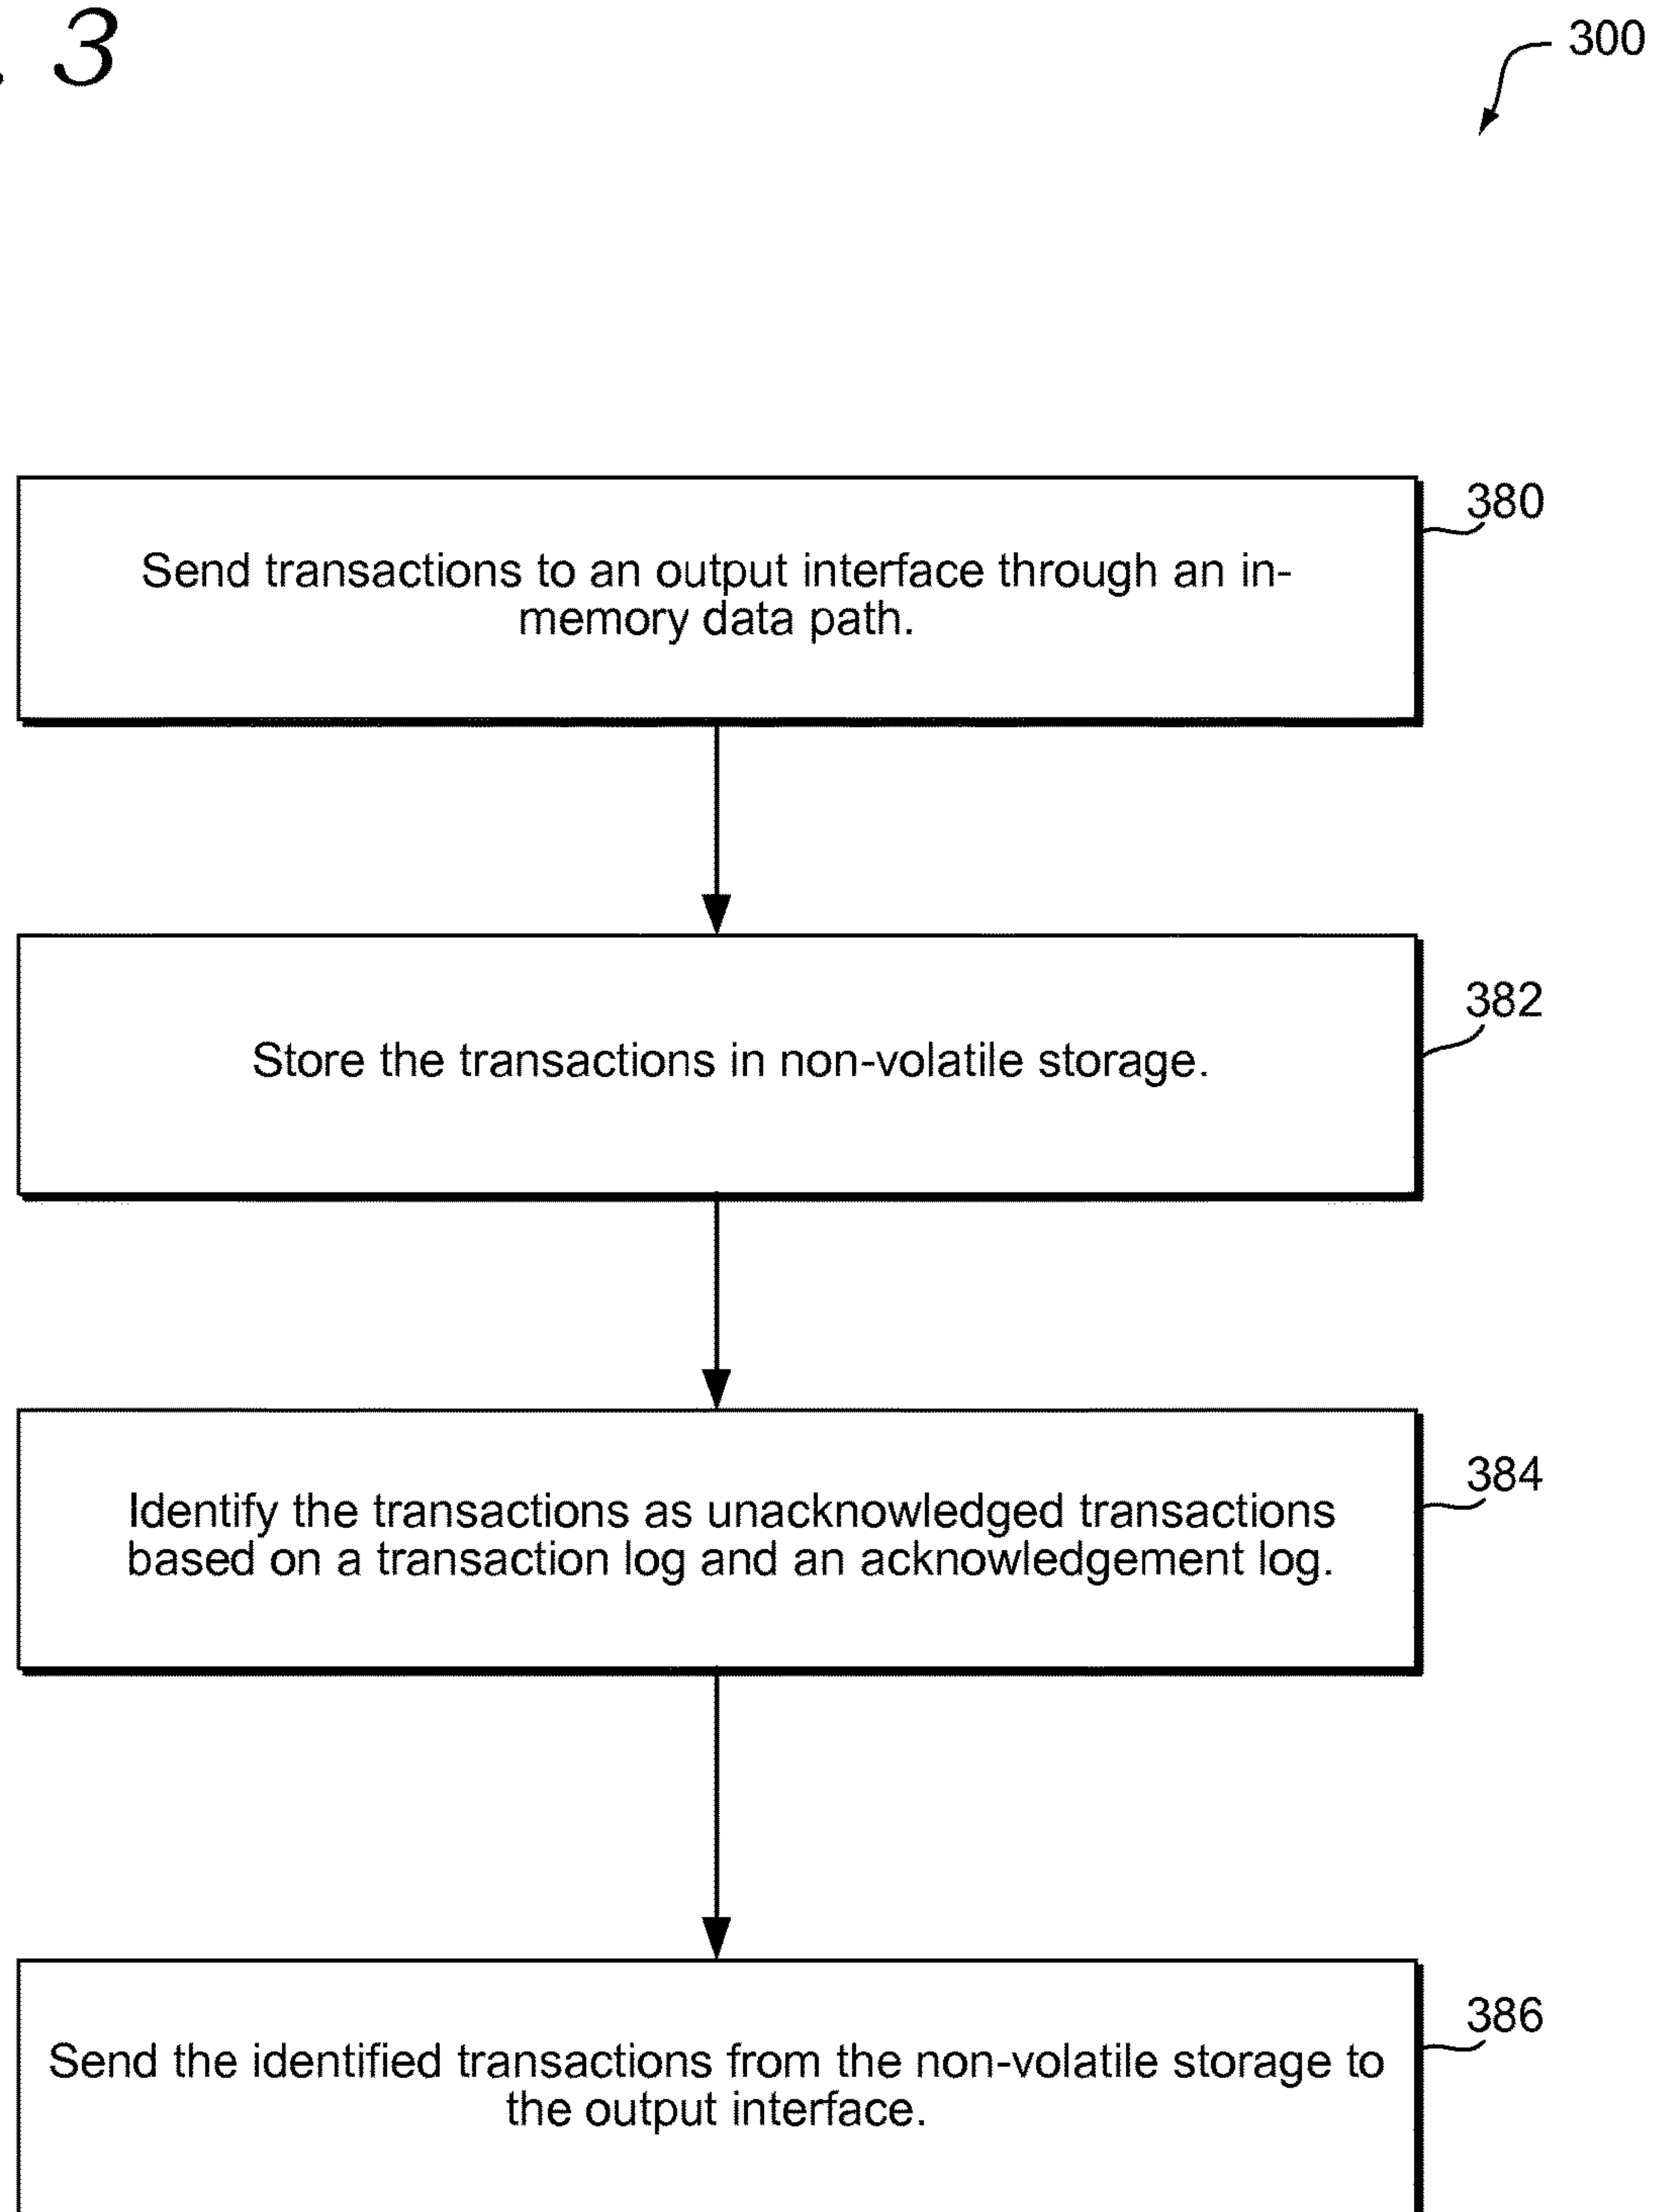 . 3
300
380
Send transactions to an output interface through an in-
memory data path.
382
Store the transactions in non-volatile storage.
384
Identify the transactions as unacknowledged transactions
based on a transaction log and an acknowledgement log.
386
Send the identified transactions from the non-volatile storage to
the output interface.